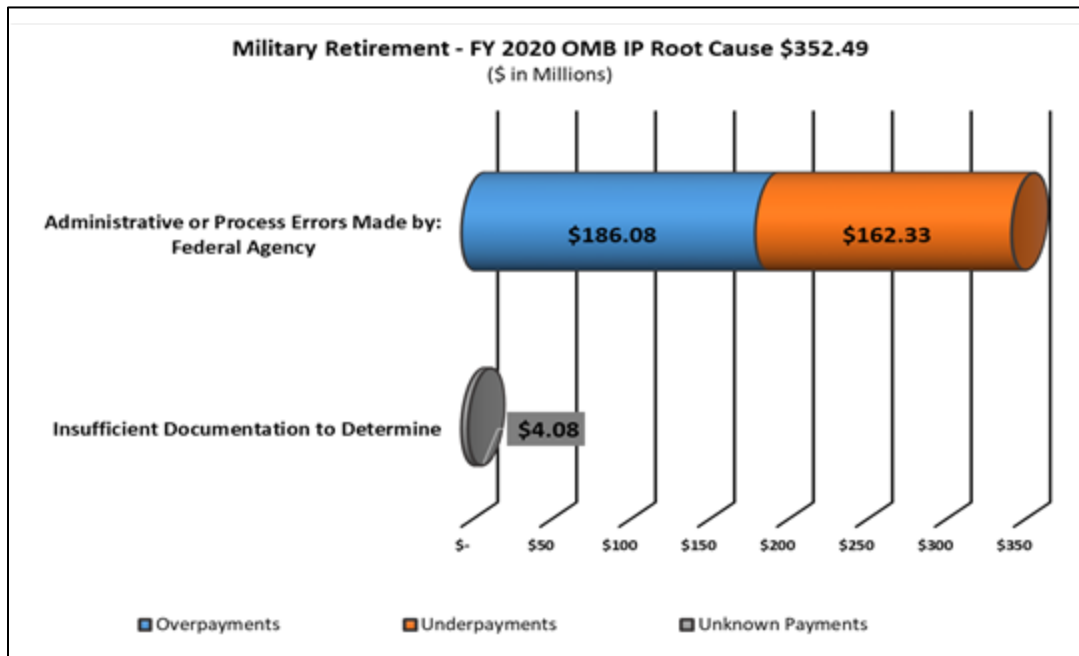 Military Retirement - FY 2020 OMB IP Root Cause $352.49
($ in Millions)
Administrative or Process Errors Made by:
Federal Agency
$186.08
$162.33
Insufficient Documentation to Determine
$4.08
$-
$50
$100
$150
$200
$250
$300
$350
Overpayments
Underpayments
Unknown Payments